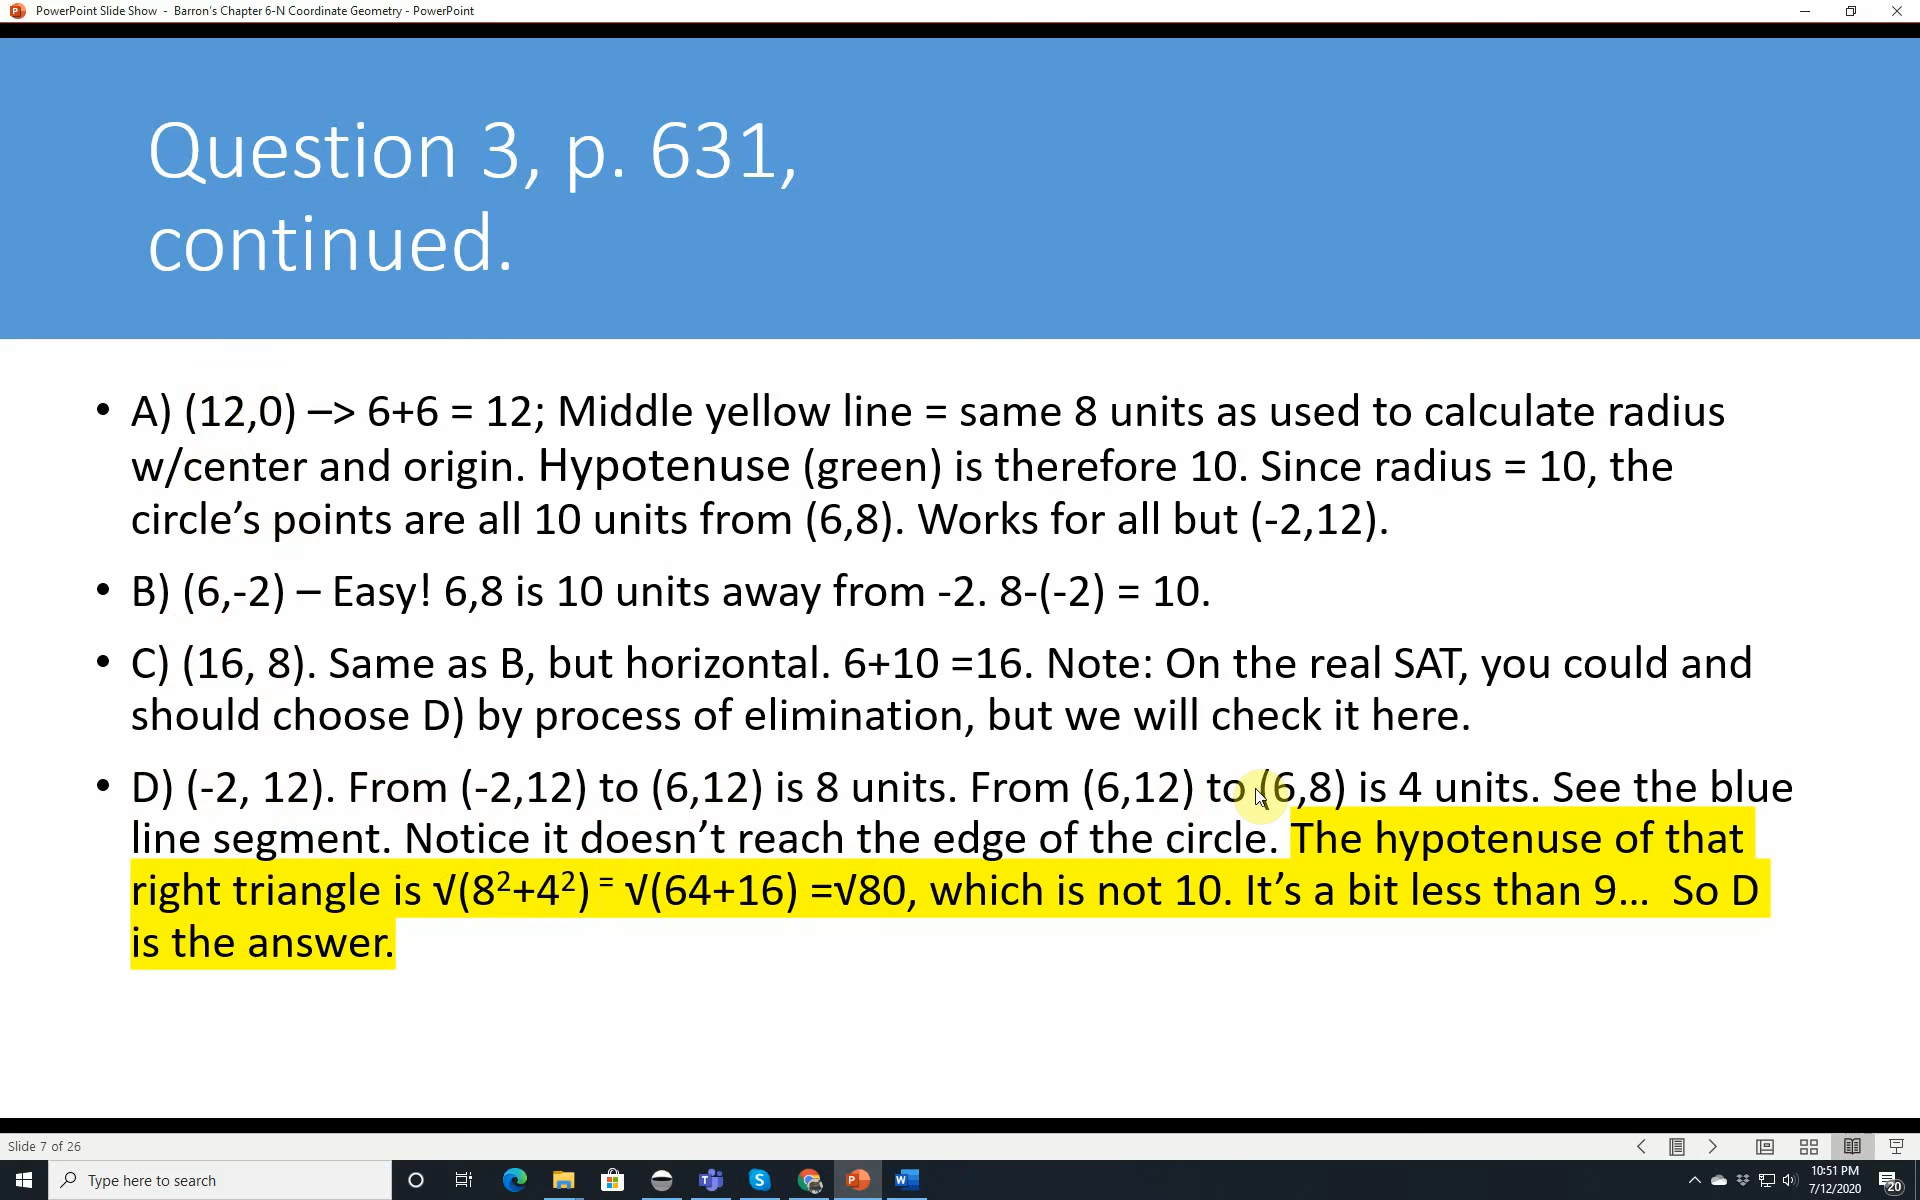 PowerPoint Slide Show - Barron's Chapter 6-N Coordinate Geometry - PowerPoint
Question 3, p. 631,
continued.
• A) (12,0) –> 6+6 = 12; Middle yellow line = same 8 units as used to calculate radius
w/center and origin. Hypotenuse (green) is therefore 10. Since radius = 10, the
circle’s points are all 10 units from (6,8). Works for all but (-2,12).
• B) (6,-2) – Easy! 6,8 is 10 units away from -2. 8-(-2) = 10.
• C) (16, 8). Same as B, but horizontal. 6+10 =16. Note: On the real SAT, you could and
should choose D) by process of elimination, but we will check it here.
• D) (-2, 12). From (-2,12) to (6,12) is 8 units. From (6,12) to (6,8) is 4 units. See the blue
line segment. Notice it doesn’t reach the edge of the circle. The hypotenuse of that
right triangle is √(8²+4²) = √(64+16) =√80, which is not 10. It’s a bit less than 9... So D
is the answer.
Slide 7 of 26
Type here to search
10:51 PM
7/12/2020
20